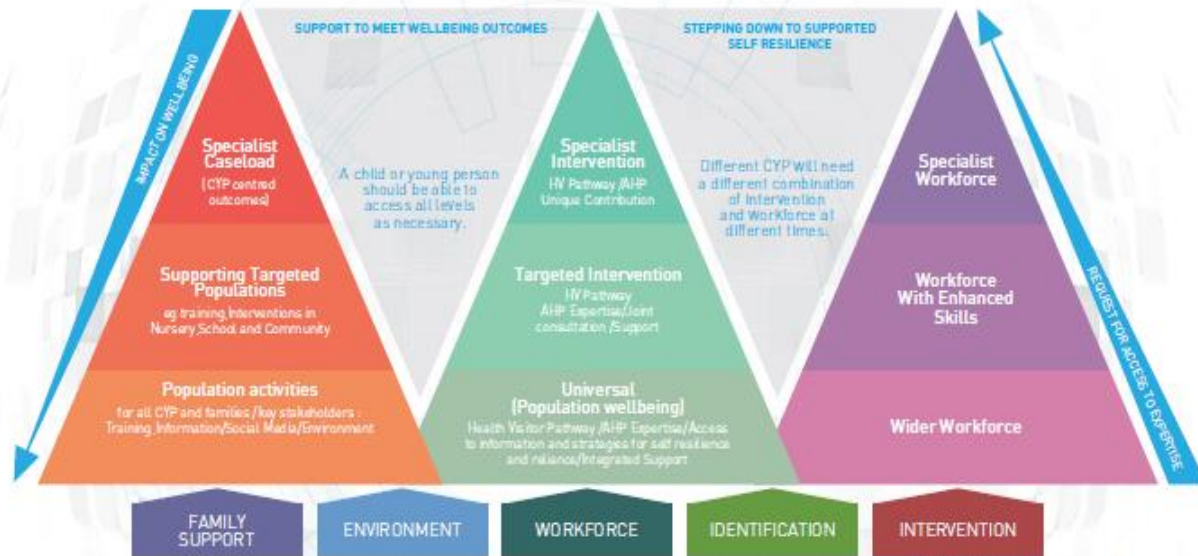 SUPPORT TO MEET WELLBEING OUTCOMES
STEPPING DOWN TO SUPPORTED
SELF RESILIENCE
IMPACT ON WELLBEING
Specialist
Caseload
(CYP centred
outcomes)
A child or young person
should be able to
access all levels
as necessary.
Specialist
Intervention
HV Pathway /AHP
Unique Contribution
Different CYP will need
a different combination
of Intervention
and Workforce at
different times.
Specialist
Workforce
Supporting Targeted
Populations
eg training,Interventions in
Nursery,School and Community
Targeted Intervention
HV Pathway
AHP Expertise/Joint
consultation /Support
Workforce
With Enhanced
Skills
Population activities
for all CYP and families /key stakeholders :
Training,Information/Social Media/Environment
Universal
(Population wellbeing)
Health Visitor Pathway /AHP Expertise/Access
to information and strategies for self resilience
and relience/Integrated Support
Wider Workforce
REQUEST FOR ACCESS TO EXPERTISE
FAMILY
SUPPORT
ENVIRONMENT
WORKFORCE
IDENTIFICATION
INTERVENTION